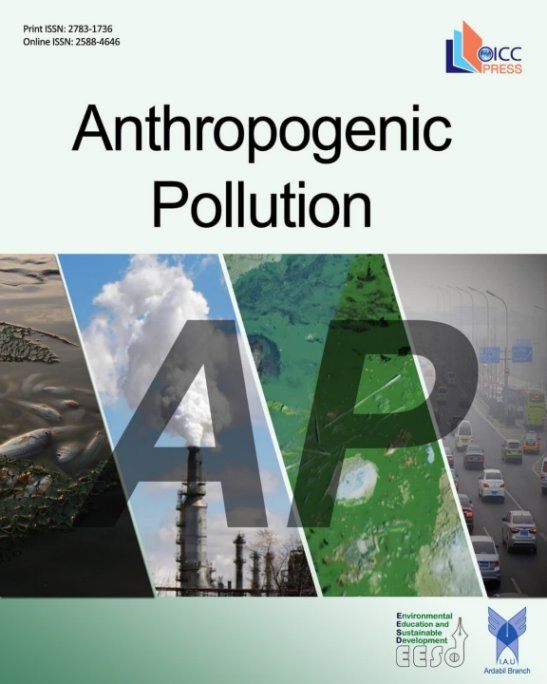 Print ISSN: 2783-1736
Online ISSN: 2588-4646
OICC
PRESS
Anthropogenic
Pollution
AP
Environmental
Education and
Sustainable
Development
EESD
I.A.U
Ardabil Branch